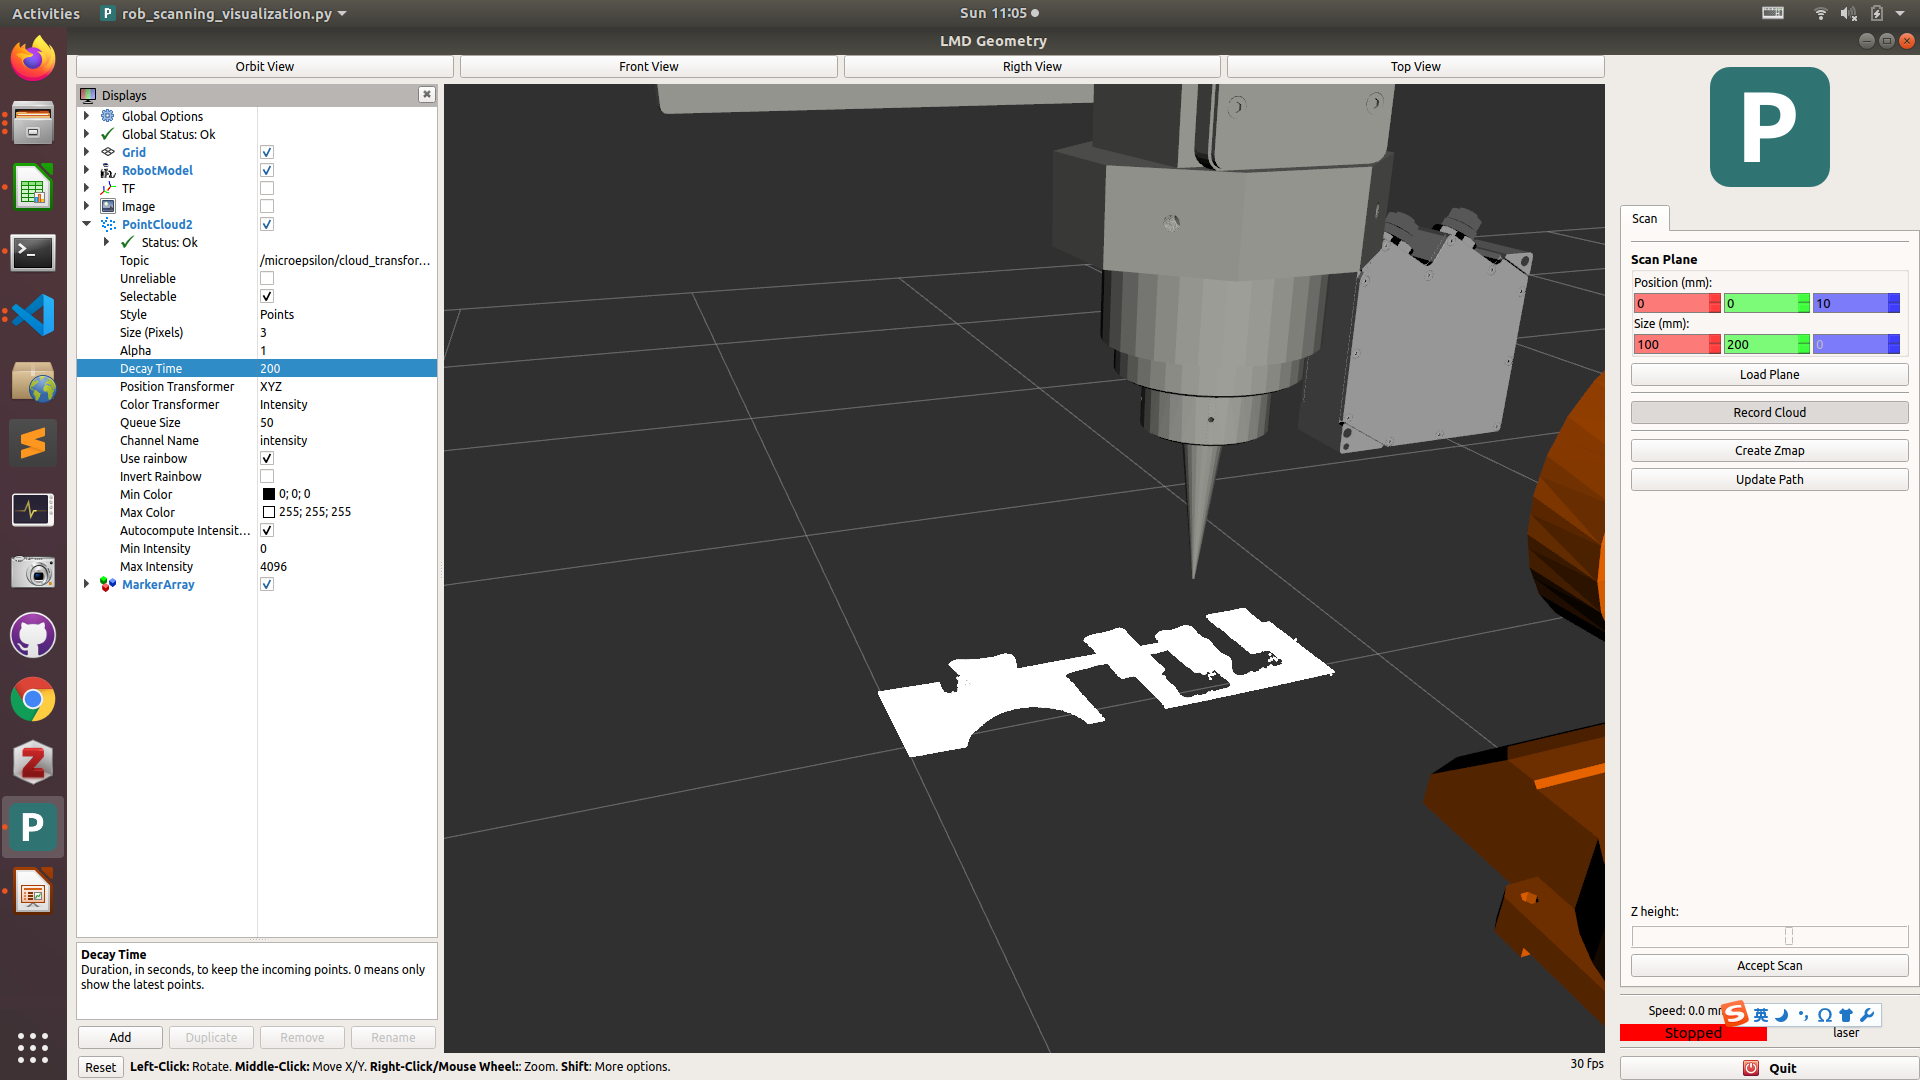 Activities
rob_scanning_visualization.py
Sun 11:05
LMD Geometry
Orbit View
Front View
Rigth View
Top View
Displays
Global Options
Global Status: Ok
Grid
RobotModel
TF
Image
PointCloud2
Status: Ok
Topic /microepsilon/cloud_transfor...
Unreliable
Selectable
Style Points
Size (Pixels) 3
Alpha 1
Decay Time 200
Position Transformer XYZ
Color Transformer Intensity
Queue Size 50
Channel Name intensity
Use rainbow
Invert Rainbow
Min Color 0; 0; 0
Max Color 255; 255; 255
Autocompute Intensit...
Min Intensity 0
Max Intensity 4096
MarkerArray
Decay Time
Duration, in seconds, to keep the incoming points. 0 means only
show the latest points.
Add
Duplicate
Remove
Rename
Reset
Left-Click: Rotate. Middle-Click: Move X/Y. Right-Click/Mouse Wheel:: Zoom. Shift: More options.
30 fps
P
Scan
Scan Plane
Position (mm):
0 0 10
Size (mm):
100 200 0
Load Plane
Record Cloud
Create Zmap
Update Path
Z height:
Accept Scan
Speed: 0.0
英
Stopped
laser
Quit